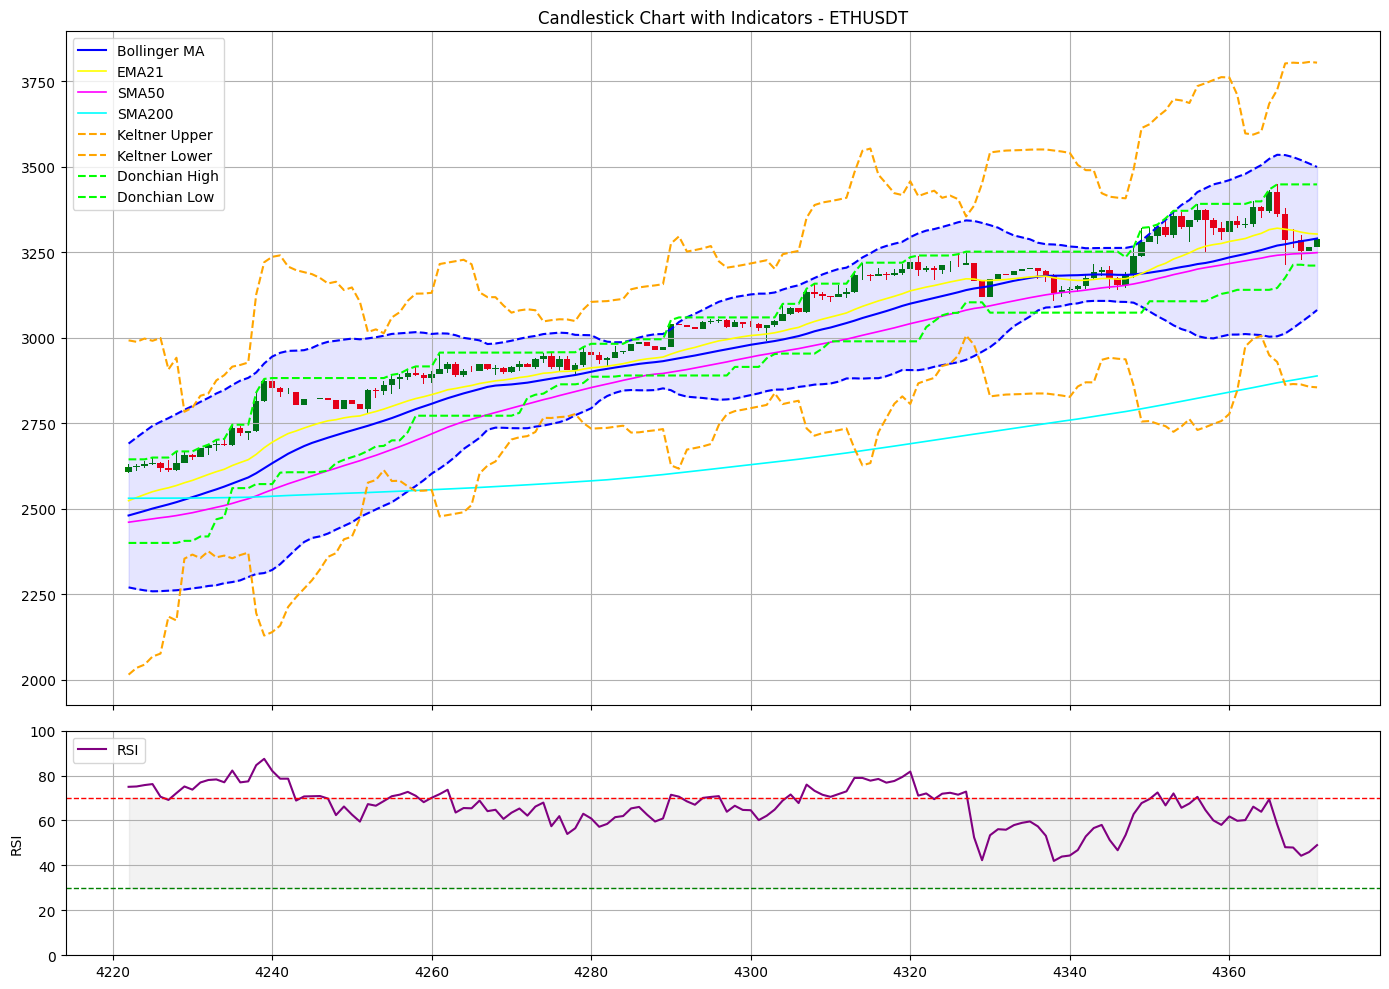 Candlestick Chart with Indicators - ETHUSDT
Bollinger MA
EMA21
SMA50
SMA200
Keltner Upper
Keltner Lower
Donchian High
Donchian Low
3750
3500
3250
3000
2750
2500
2250
2000
RSI
100
80
60
40
20
0
RSI
4220 4240 4260 4280 4300 4320 4340 4360